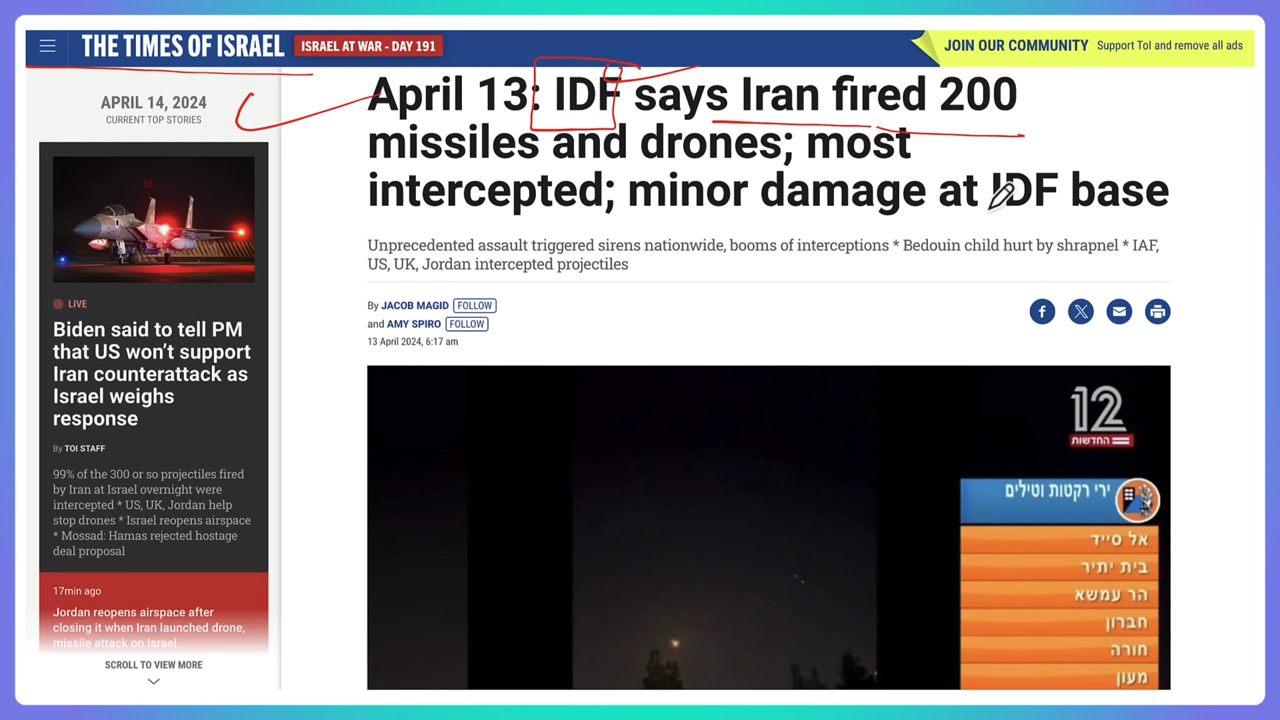 THE TIMES OF ISRAEL
ISRAEL AT WAR - DAY 191
JOIN OUR COMMUNITY
Support ToI and remove all ads
APRIL 14, 2024
CURRENT TOP STORIES
LIVE
Biden said to tell PM
that US won't support
Iran counterattack as
Israel weighs
response
By TOI STAFF
99% of the 300 or so projectiles fired
by Iran at Israel overnight were
intercepted * US, UK, Jordan help
stop drones * Israel reopens airspace
* Mossad: Hamas rejected hostage
deal proposal
17min ago
Jordan reopens airspace after
closing it when Iran launched drone,
missile attack on Israel
SCROLL TO VIEW MORE
April 13: IDF says Iran fired 200
missiles and drones; most
intercepted; minor damage at IDF base
Unprecedented assault triggered sirens nationwide, booms of interceptions * Bedouin child hurt by shrapnel * IAF,
US, UK, Jordan intercepted projectiles
By JACOB MAGID FOLLOW
and AMY SPIRO FOLLOW
13 April 2024, 6:17 am
12
החדשות
ירי רקטות וטילים
אל סייד
בית יתיר
הר עמשא
חברון
חורה
מעון